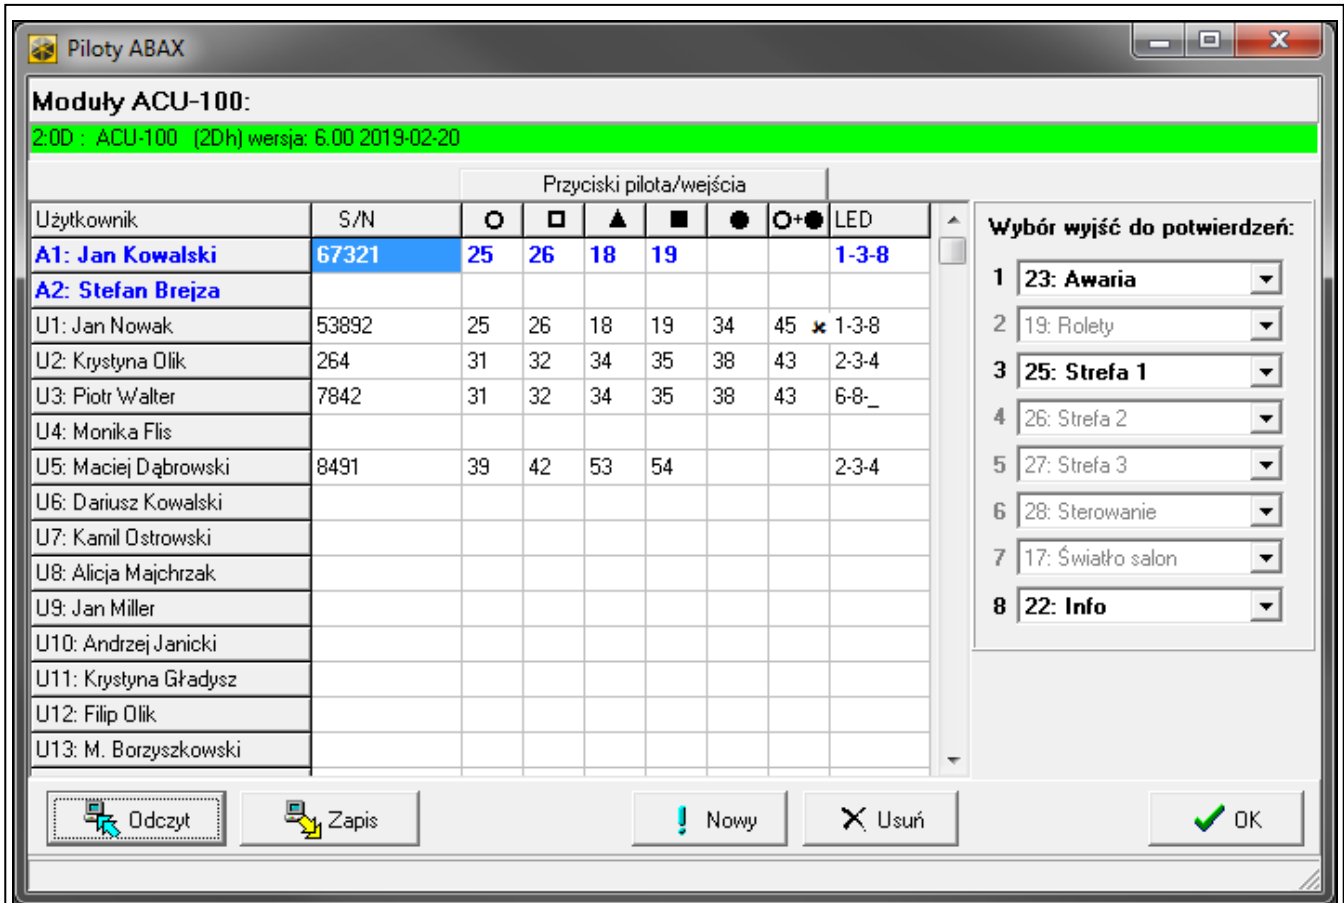 Piloty ABAX
Moduły ACU-100:
2:0D : ACU-100 (2Dh) wersja: 6.00 2019-02-20
Przyciski pilota/wejścia
Użytkownik S/N O+● LED
A1: Jan Kowalski 67321 25 26 18 19 1-3-8
A2: Stefan Brejza
U1: Jan Nowak 53892 25 26 18 19 34 45 x 1-3-8
U2: Krystyna Olik 264 31 32 34 35 38 43 2-3-4
U3: Piotr Walter 7842 31 32 34 35 38 43 6-8-_
U4: Monika Flis
U5: Maciej Dąbrowski 8491 39 42 53 54 2-3-4
U6: Dariusz Kowalski
U7: Kamil Ostrowski
U8: Alicja Majchrzak
U9: Jan Miller
U10: Andrzej Janicki
U11: Krystyna Gładysz
U12: Filip Olik
U13: M. Borzyszkowski
Wybór wyjść do potwierdzeń:
1 23: Awaria
2 19: Rolety
3 25: Strefa 1
4 26: Strefa 2
5 27: Strefa 3
6 28: Sterowanie
7 17: Światło salon
8 22: Info
Odczyt Zapis Nowy Usuń OK